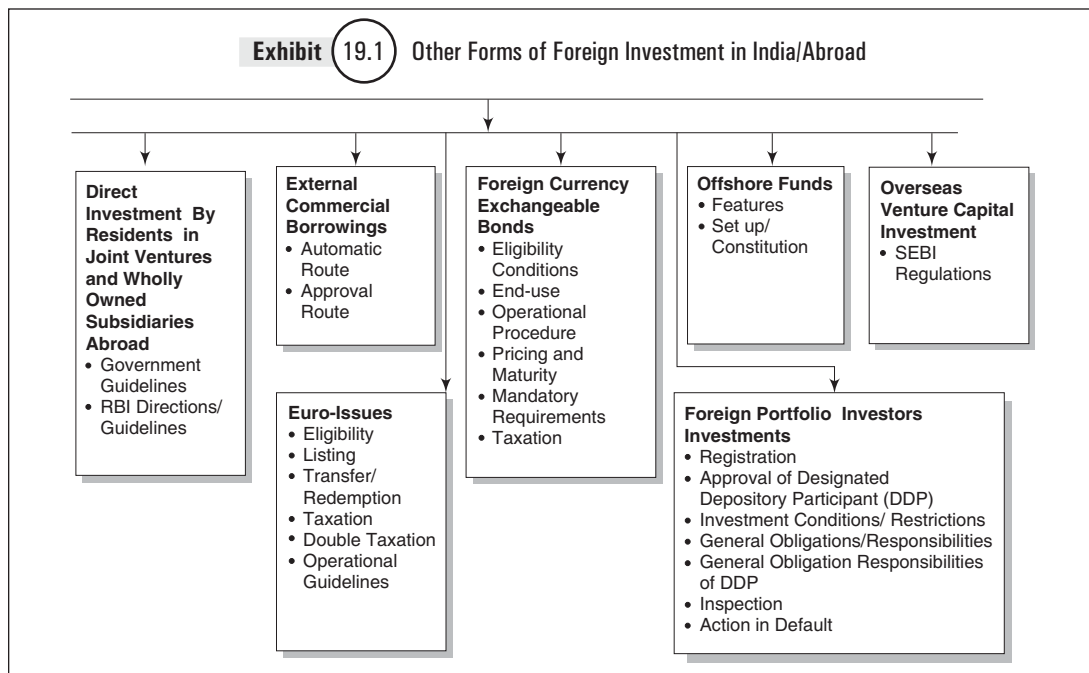 Exhibit 19.1 Other Forms of Foreign Investment in India/Abroad
Direct
Investment By
Residents in
Joint Ventures
and Wholly
Owned
Subsidiaries
Abroad
• Government
Guidelines
• RBI Directions/
Guidelines
External
Commercial
Borrowings
• Automatic
Route
• Approval
Route
Euro-Issues
• Eligibility
• Listing
• Transfer/
Redemption
• Taxation
• Double Taxation
• Operational
Guidelines
Foreign Currency
Exchangeable
Bonds
• Eligibility
Conditions
• End-use
• Operational
Procedure
• Pricing and
Maturity
• Mandatory
Requirements
• Taxation
Offshore Funds
• Features
• Set up/
Constitution
Overseas
Venture Capital
Investment
• SEBI
Regulations
Foreign Portfolio Investors
Investments
• Registration
• Approval of Designated
Depository Participant (DDP)
• Investment Conditions/ Restrictions
• General Obligations/Responsibilities
• General Obligation Responsibilities
of DDP
• Inspection
• Action in Default